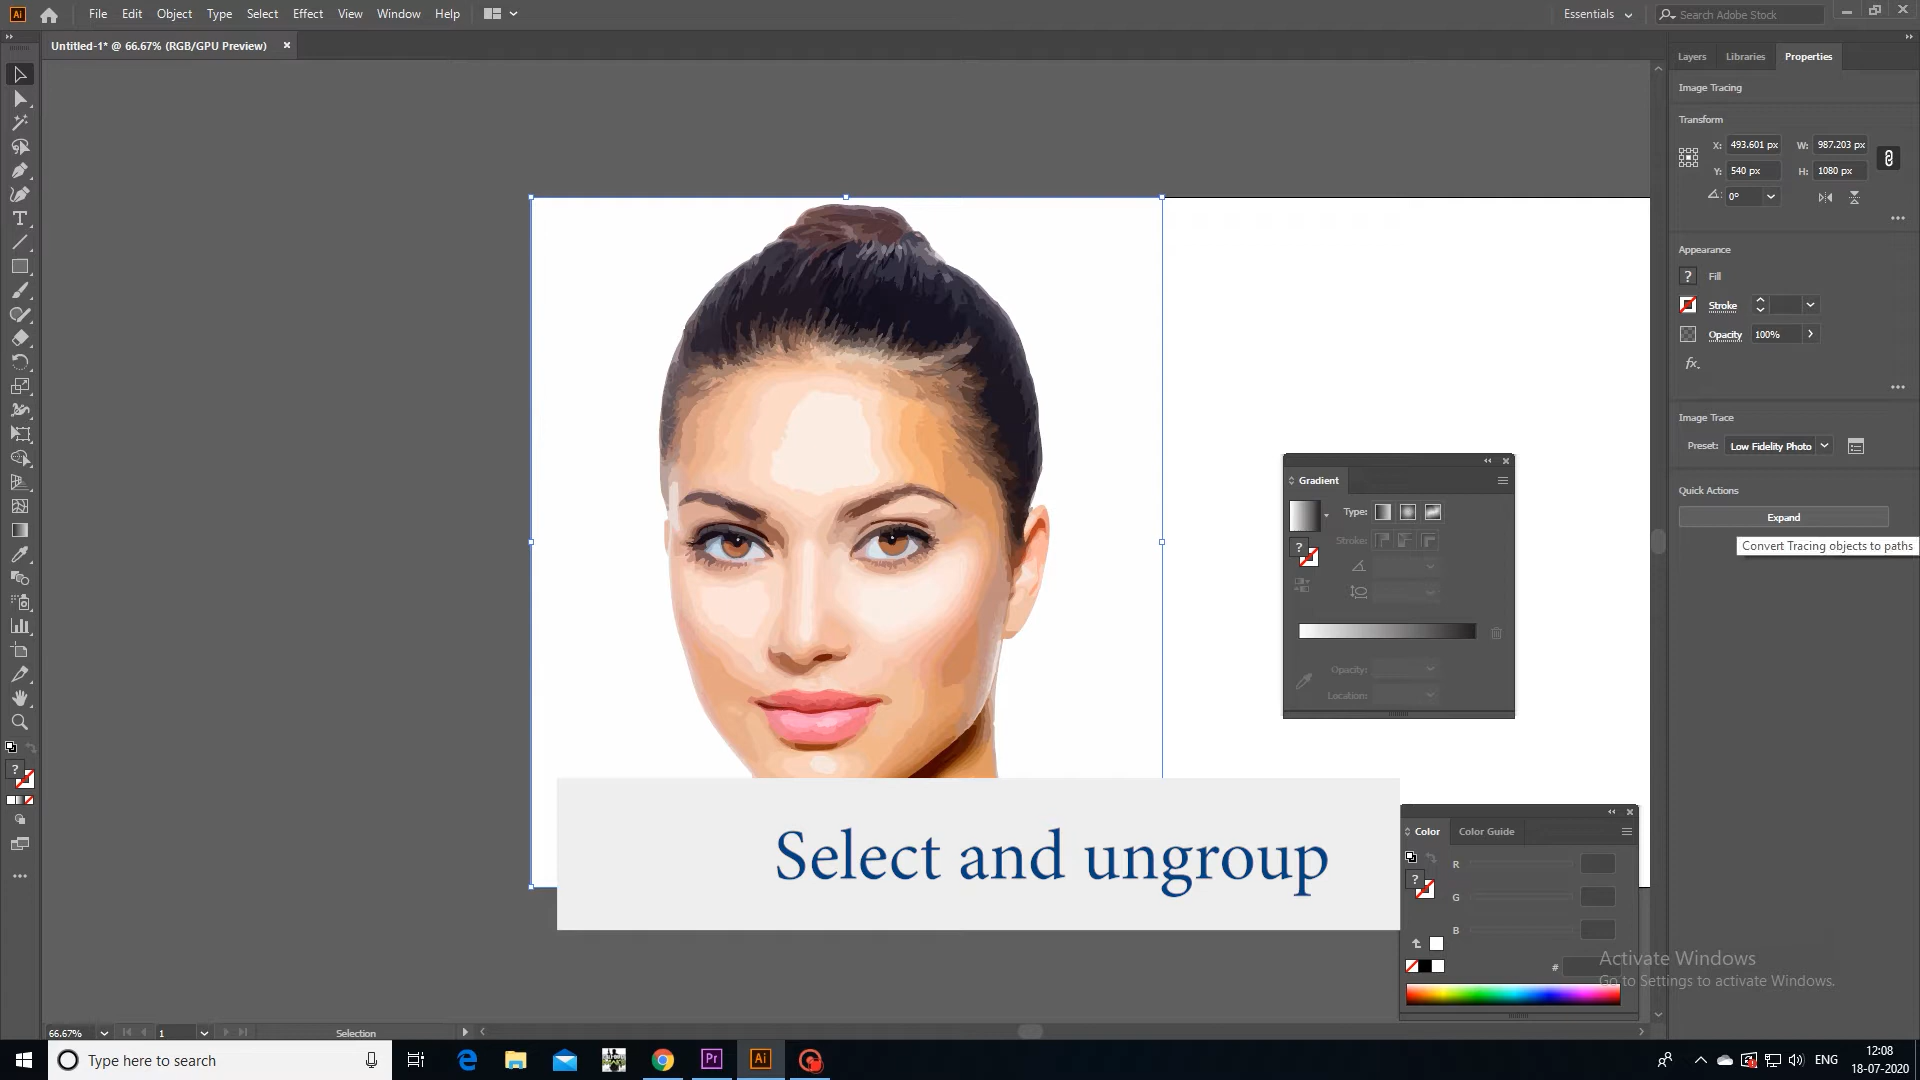 Ai File Edit Object Type Select Effect View Window Help Essentials Search Adobe Stock
Untitled-1* @ 66.67% (RGB/GPU Preview)
Layers Libraries Properties
Image Tracing
Transform
X: 493.601 px W: 987.203 px
Y: 540 px H: 1080 px
0°
Appearance
? Fill
Stroke
Opacity 100%
fx.
Image Trace
Preset: Low Fidelity Photo
Quick Actions
Expand
Convert Tracing objects to paths
Gradient
Type:
? Stroke:
Opacity:
Location:
?
Select and ungroup
Color Color Guide
R
? G
B
#
Activate Windows
Go to Settings to activate Windows.
66.67% 1 Selection
Type here to search
Pr Ai
ENG
12:08
18-07-2020